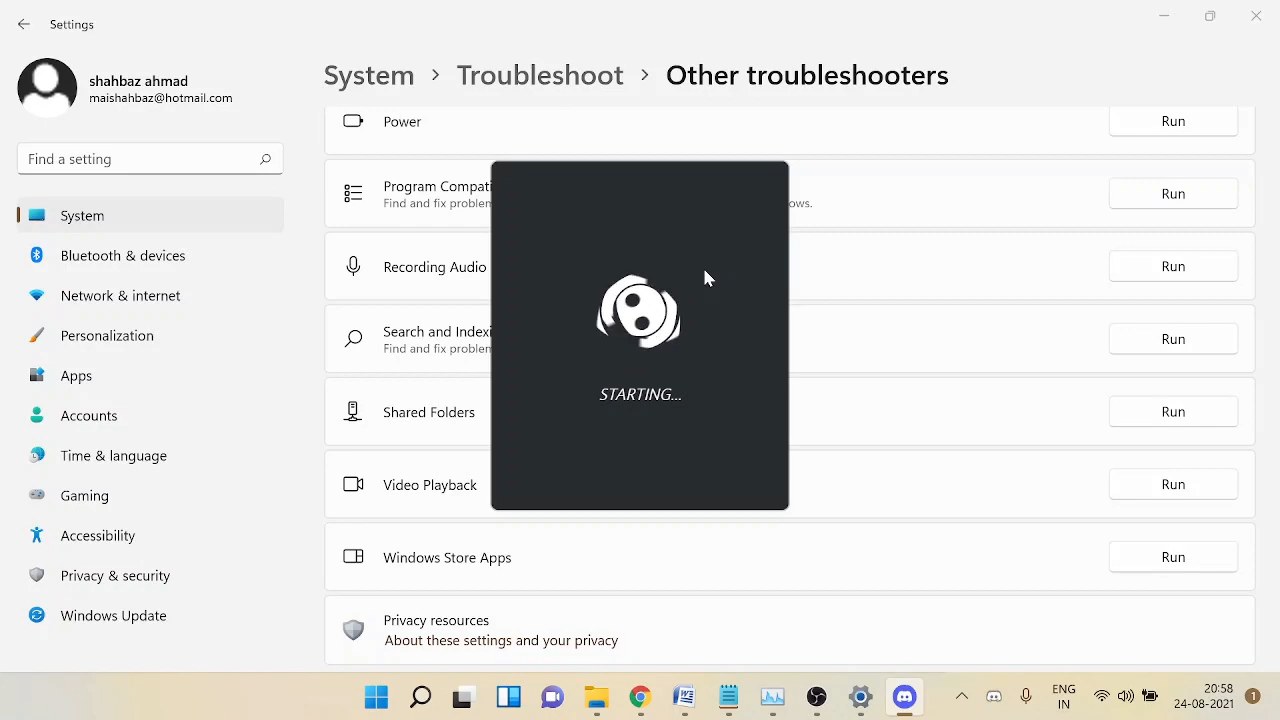 Settings
shahbaz ahmad
maishahbaz@hotmail.com
Find a setting
System
Bluetooth & devices
Network & internet
Personalization
Apps
Accounts
Time & language
Gaming
Accessibility
Privacy & security
Windows Update
System > Troubleshoot > Other troubleshooters
Power
Run
Program Compati
Find and fix problem
ows.
Run
Recording Audio
Run
Search and Indexi
Find and fix problem
Run
Shared Folders
Run
Video Playback
Run
Windows Store Apps
Run
Privacy resources
About these settings and your privacy
STARTING...
ENG
IN
20:58
24-08-2021
1